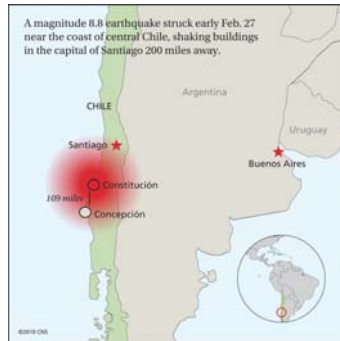 A magnitude 8.8 earthquake struck early Feb. 27
near the coast of central Chile, shaking buildings
in the capital of Santiago 200 miles away.
Argentina
CHILE
Uruguay
Santiago
Buenos Aires
Constitución
109 miles
Concepción
©2010 CNS